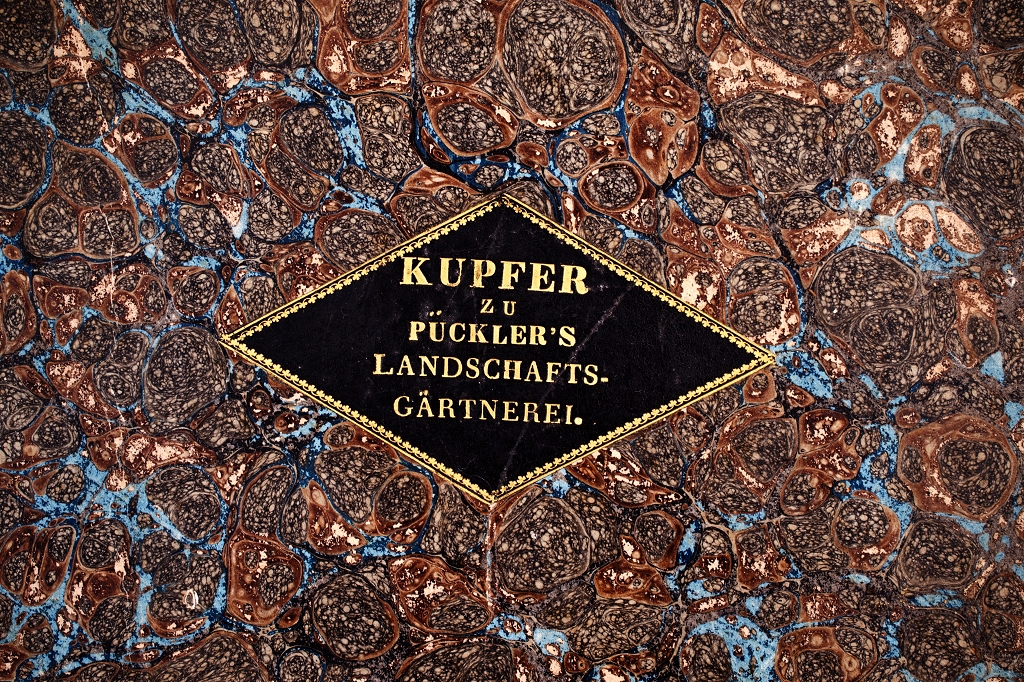 KUPFER
ZU
PÜCKLER'S
LANDSCHAFTS-
GÄRTNEREI.